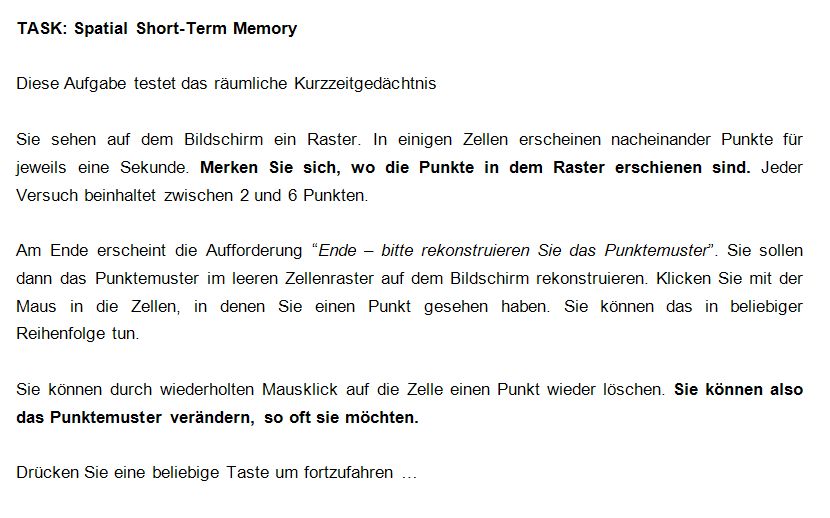 TASK: Spatial Short-Term Memory
Diese Aufgabe testet das räumliche Kurzzeitgedächtnis
Sie sehen auf dem Bildschirm ein Raster. In einigen Zellen erscheinen nacheinander Punkte für
jeweils eine Sekunde. Merken Sie sich, wo die Punkte in dem Raster erschienen sind. Jeder
Versuch beinhaltet zwischen 2 und 6 Punkten.
Am Ende erscheint die Aufforderung “Ende – bitte rekonstruieren Sie das Punktemuster”. Sie sollen
dann das Punktemuster im leeren Zellenraster auf dem Bildschirm rekonstruieren. Klicken Sie mit der
Maus in die Zellen, in denen Sie einen Punkt gesehen haben. Sie können das in beliebiger
Reihenfolge tun.
Sie können durch wiederholten Mausklick auf die Zelle einen Punkt wieder löschen. Sie können also
das Punktemuster verändern, so oft sie möchten.
Drücken Sie eine beliebige Taste um fortzufahren …